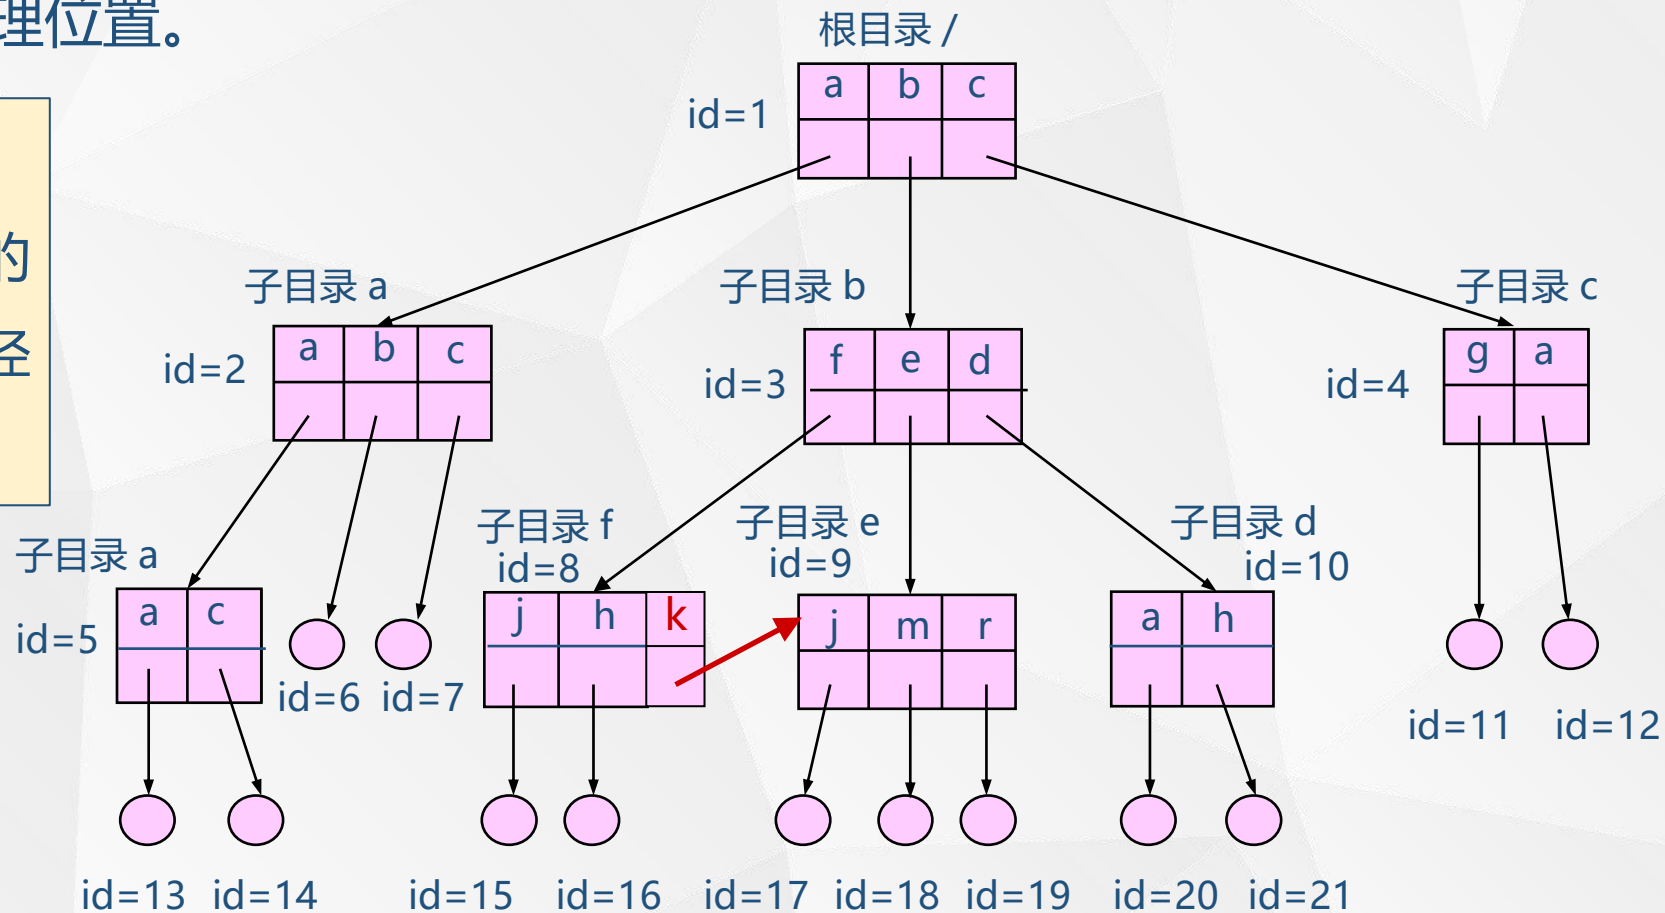 理位置。
的
径
根目录 /
id=1
a b c
子目录 a
id=2
a b c
子目录 b
id=3
f e d
子目录 c
id=4
g a
子目录 a
id=5
a c
id=6 id=7
子目录 f
id=8
j h k
子目录 e
id=9
j m r
子目录 d
id=10
a h
id=11 id=12
id=13 id=14 id=15 id=16 id=17 id=18 id=19 id=20 id=21